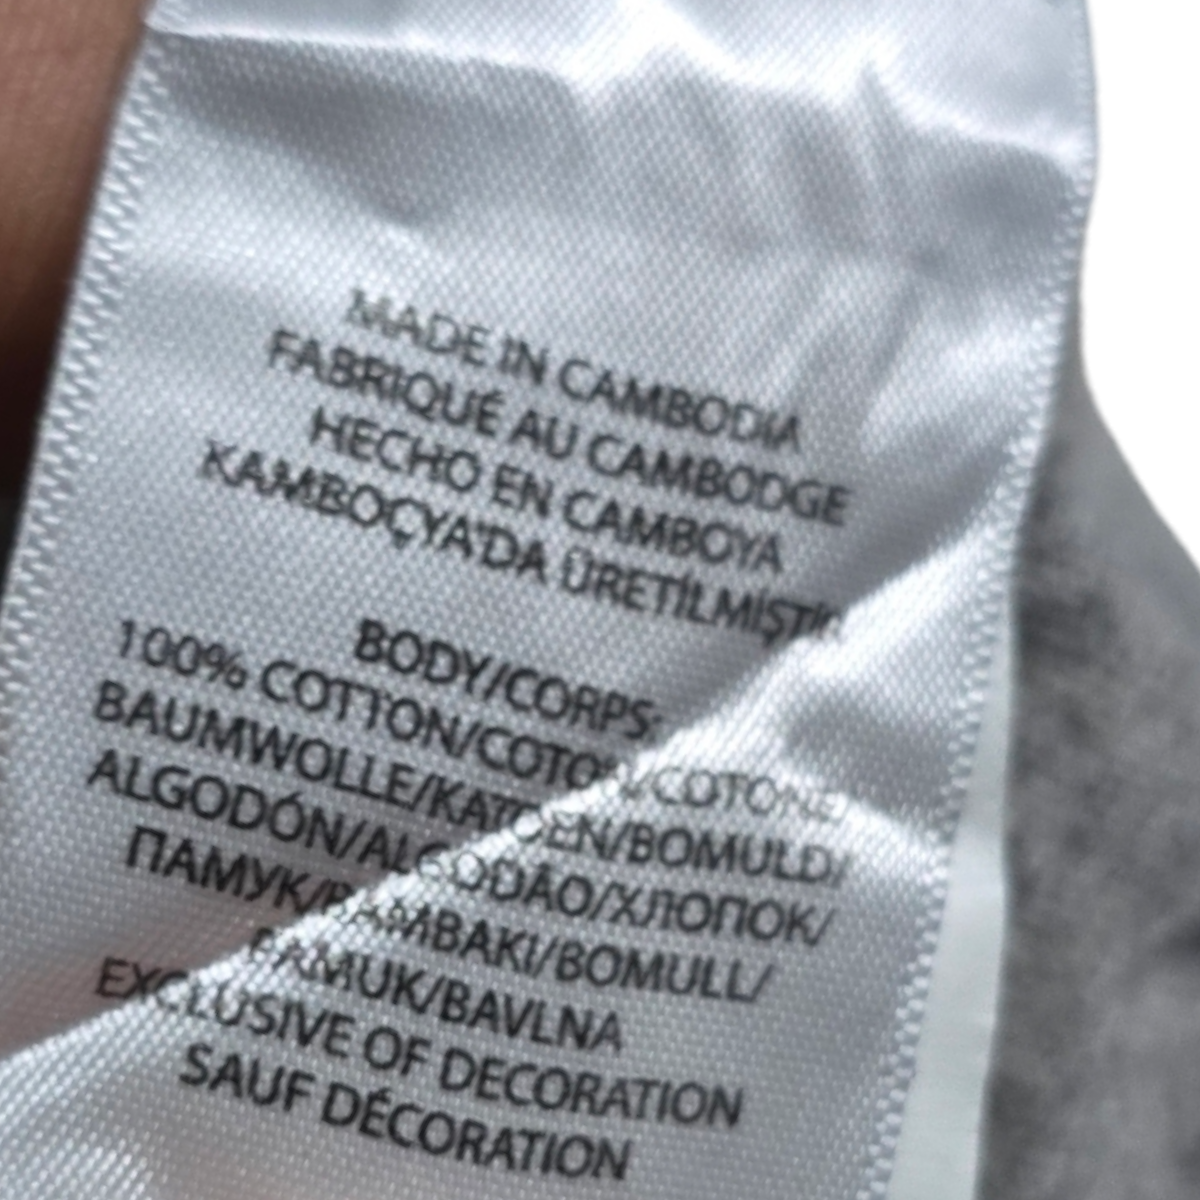 MADE IN CAMBODIA
FABRIQUÉ AU CAMBODGE
HECHO EN CAMBOYA
KAMBOÇYA'DA ÜRETİLMİŞTİR
BODY/CORPS:
100% COTTON/COTON/COTONE/
BAUMWOLLE/KATOEN/BOMULD/
ALGODÓN/ALGODÃO/ХЛОПОК/
ПАМУК/BAMBAKI/BOMULL/
PAMUK/BAVLNA
EXCLUSIVE OF DECORATION
SAUF DÉCORATION